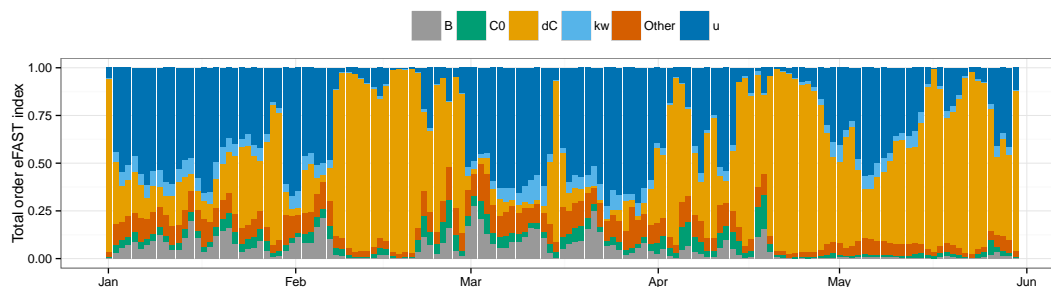 B C0 dC kw Other u
Total order eFAST index
1.00
0.75
0.50
0.25
0.00
Jan Feb Mar Apr May Jun